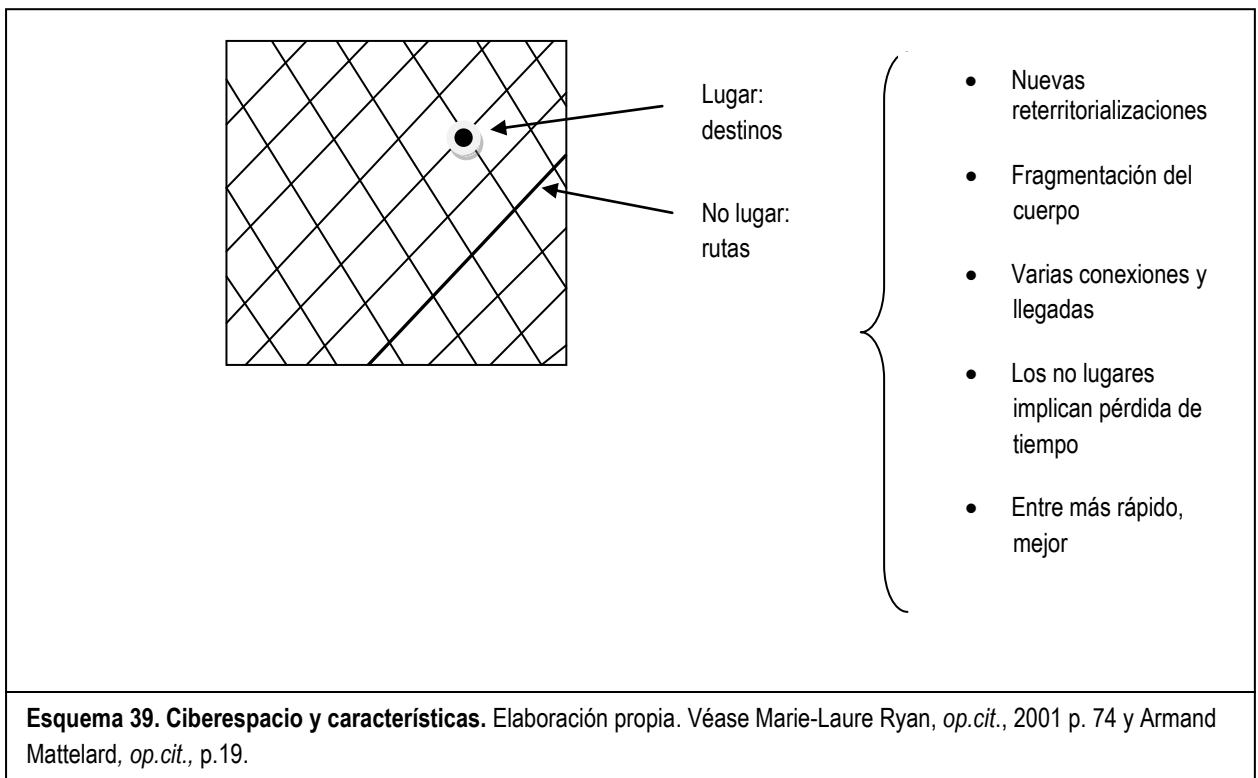 Lugar:
destinos
No lugar:
rutas
• Nuevas
reterritorializaciones
• Fragmentación del
cuerpo
• Varias conexiones y
llegadas
• Los no lugares
implican pérdida de
tiempo
• Entre más rápido,
mejor
Esquema 39. Ciberespacio y características. Elaboración propia. Véase Marie-Laure Ryan, op.cit., 2001 p. 74 y Armand
Mattelard, op.cit., p.19.